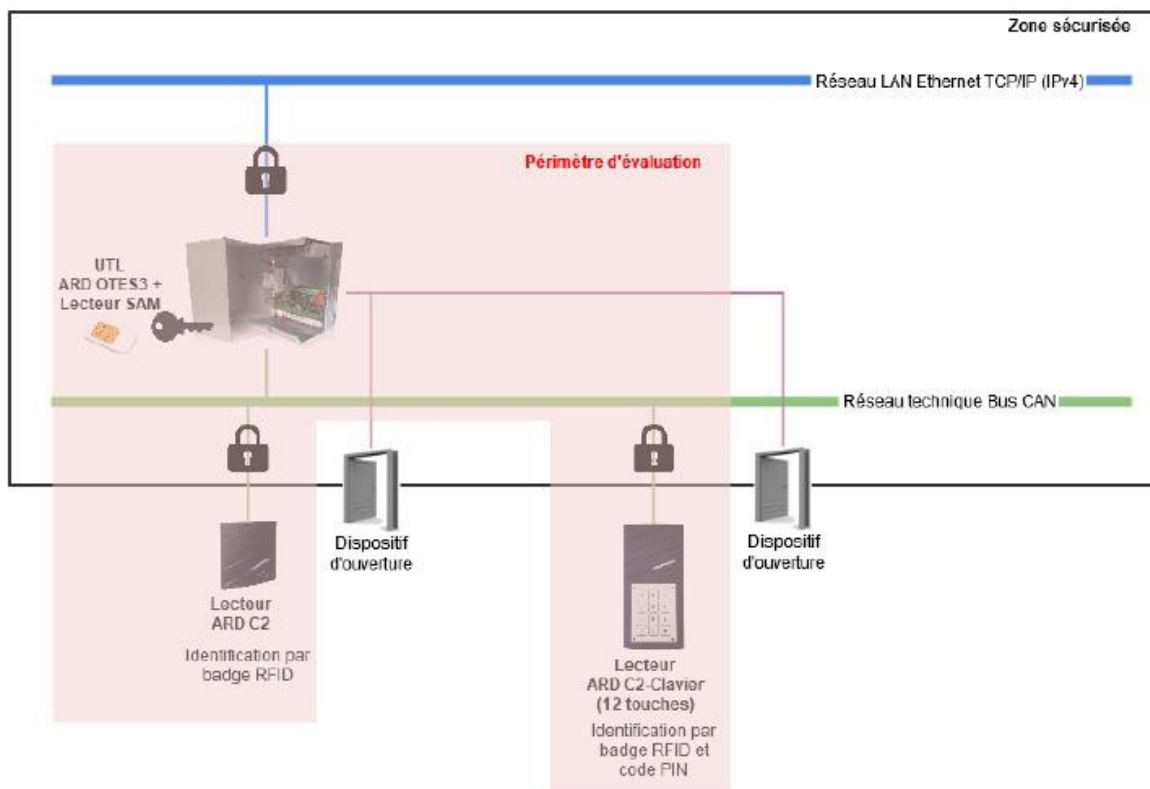 Zone sécurisée
Réseau LAN Ethernet TCP/IP (IPv4)
Périmètre d'évaluation
UTL
ARD OTES3 +
Lecteur SAM
Réseau technique Bus CAN
Dispositif
d'ouverture
Dispositif
d'ouverture
Lecteur
ARD C2
Identification par
badge RFID
Lecteur
ARD C2-Clavier
(12 touches)
Identification par
badge RFID et
code PIN